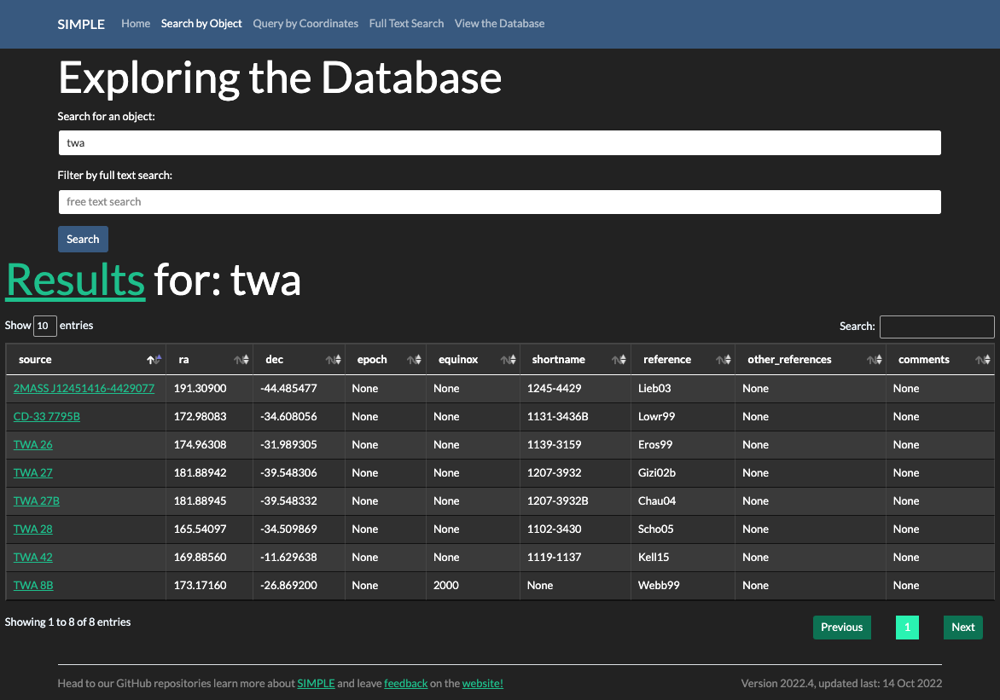 SIMPLE Home Search by Object Query by Coordinates Full Text Search View the Database
Exploring the Database
Search for an object:
twa
Filter by full text search:
free text search
Search
Results for: twa
Show 10 entries Search:
source ra dec epoch equinox shortname reference other_references comments
2MASS J12451416-4429077 191.30900 -44.485477 None None 1245-4429 Lieb03 None None
CD-33 7795B 172.98083 -34.608056 None None 1131-3436B Lowr99 None None
TWA 26 174.96308 -31.989305 None None 1139-3159 Eros99 None None
TWA 27 181.88942 -39.548306 None None 1207-3932 Gizi02b None None
TWA 27B 181.88945 -39.548332 None None 1207-3932B Chau04 None None
TWA 28 165.54097 -34.509869 None None 1102-3430 Scho05 None None
TWA 42 169.88560 -11.629638 None None 1119-1137 Kell15 None None
TWA 8B 173.17160 -26.869200 None 2000 None Webb99 None None
Showing 1 to 8 of 8 entries Previous 1 Next
Head to our GitHub repositories learn more about SIMPLE and leave feedback on the website! Version 2022.4, updated last: 14 Oct 2022